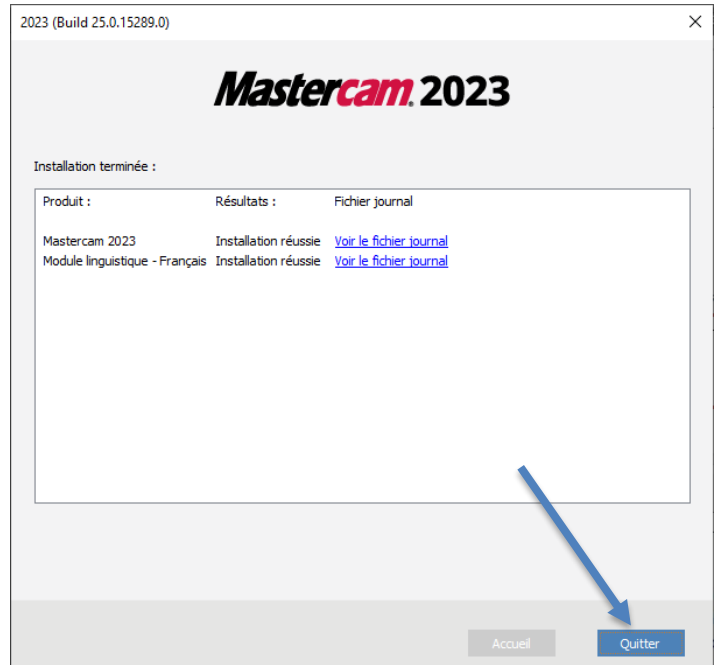 2023 (Build 25.0.15289.0)
Mastercam. 2023
Installation terminée :
Produit : Résultats : Fichier journal
Mastercam 2023 Installation réussie Voir le fichier journal
Module linguistique - Français Installation réussie Voir le fichier journal
Accueil Quitter